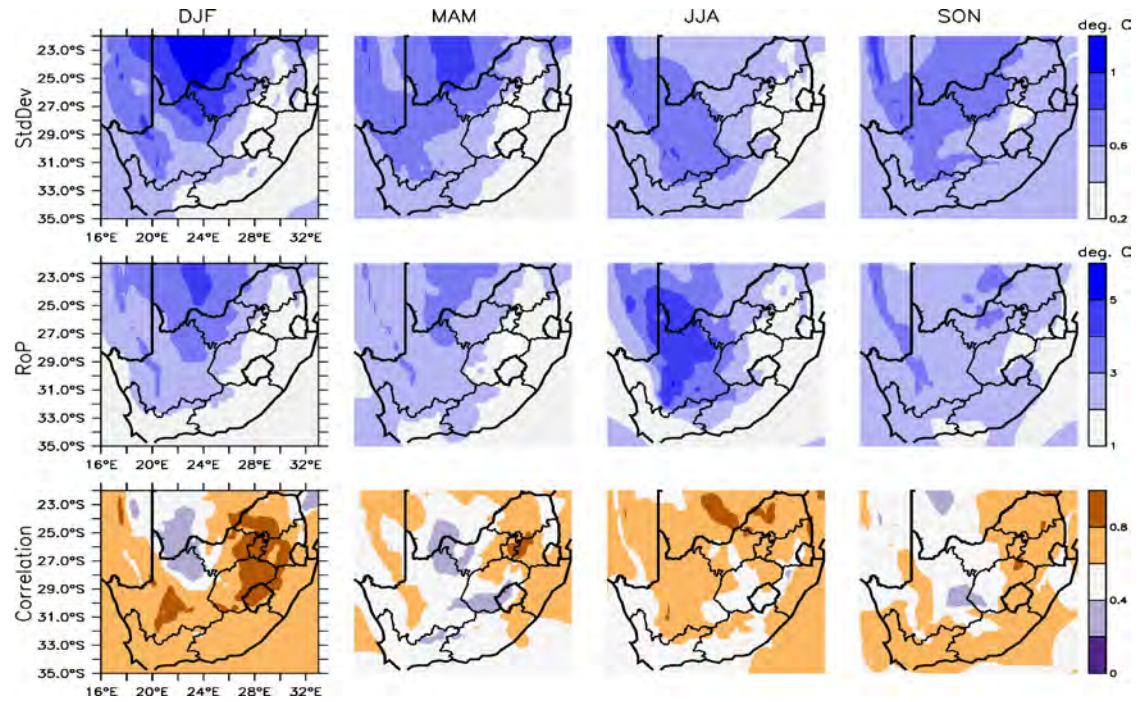 DJF MAM JJA SON
deg. C
StdDev
23.0°S
25.0°S
27.0°S
29.0°S
31.0°S
33.0°S
35.0°S
16°E 20°E 24°E 28°E 32°E
1
0.6
0.2
deg. C
RoP
23.0°S
25.0°S
27.0°S
29.0°S
31.0°S
33.0°S
35.0°S
16°E 20°E 24°E 28°E 32°E
5
3
1
Correlation
23.0°S
25.0°S
27.0°S
29.0°S
31.0°S
33.0°S
35.0°S
16°E 20°E 24°E 28°E 32°E
0.8
0.4
0